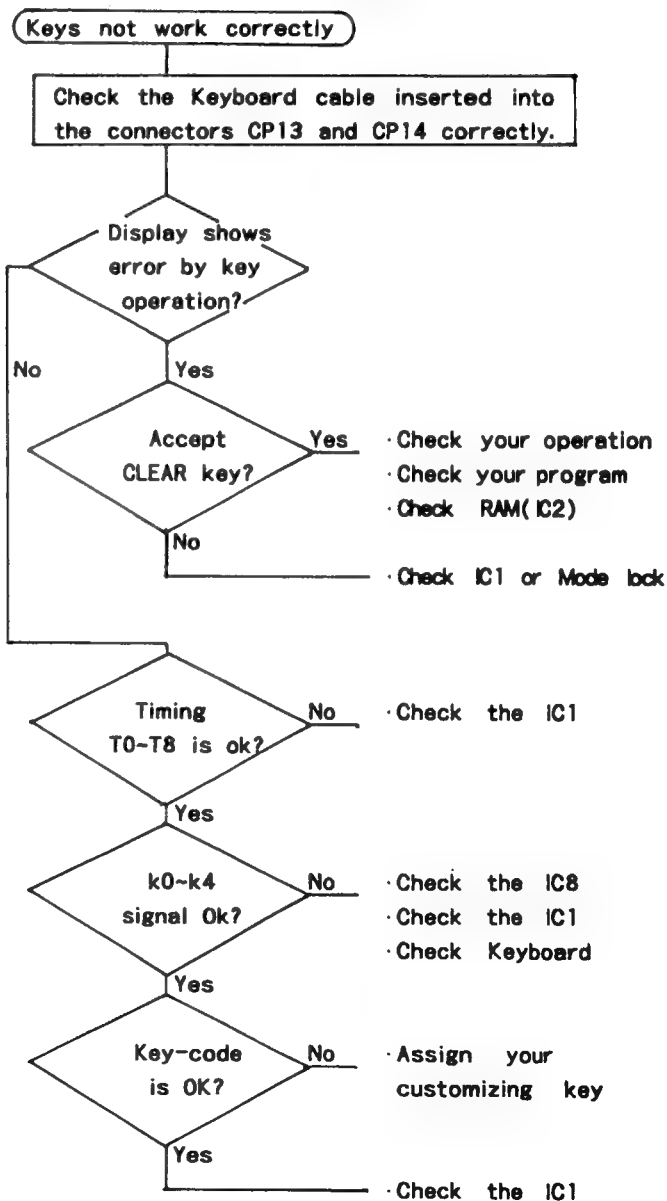 Keys not work correctly
Check the Keyboard cable inserted into
the connectors CP13 and CP14 correctly.
Display shows
error by key
operation?
No
Yes
Accept
CLEAR key?
Yes
·Check your operation
·Check your program
·Check RAM(IC2)
No
·Check IC1 or Mode lock
Timing
T0~T8 is ok?
No
·Check the IC1
Yes
k0~k4
signal Ok?
No
·Check the IC8
·Check the IC1
·Check Keyboard
Yes
Key-code
is OK?
No
·Assign your
customizing key
Yes
·Check the IC1